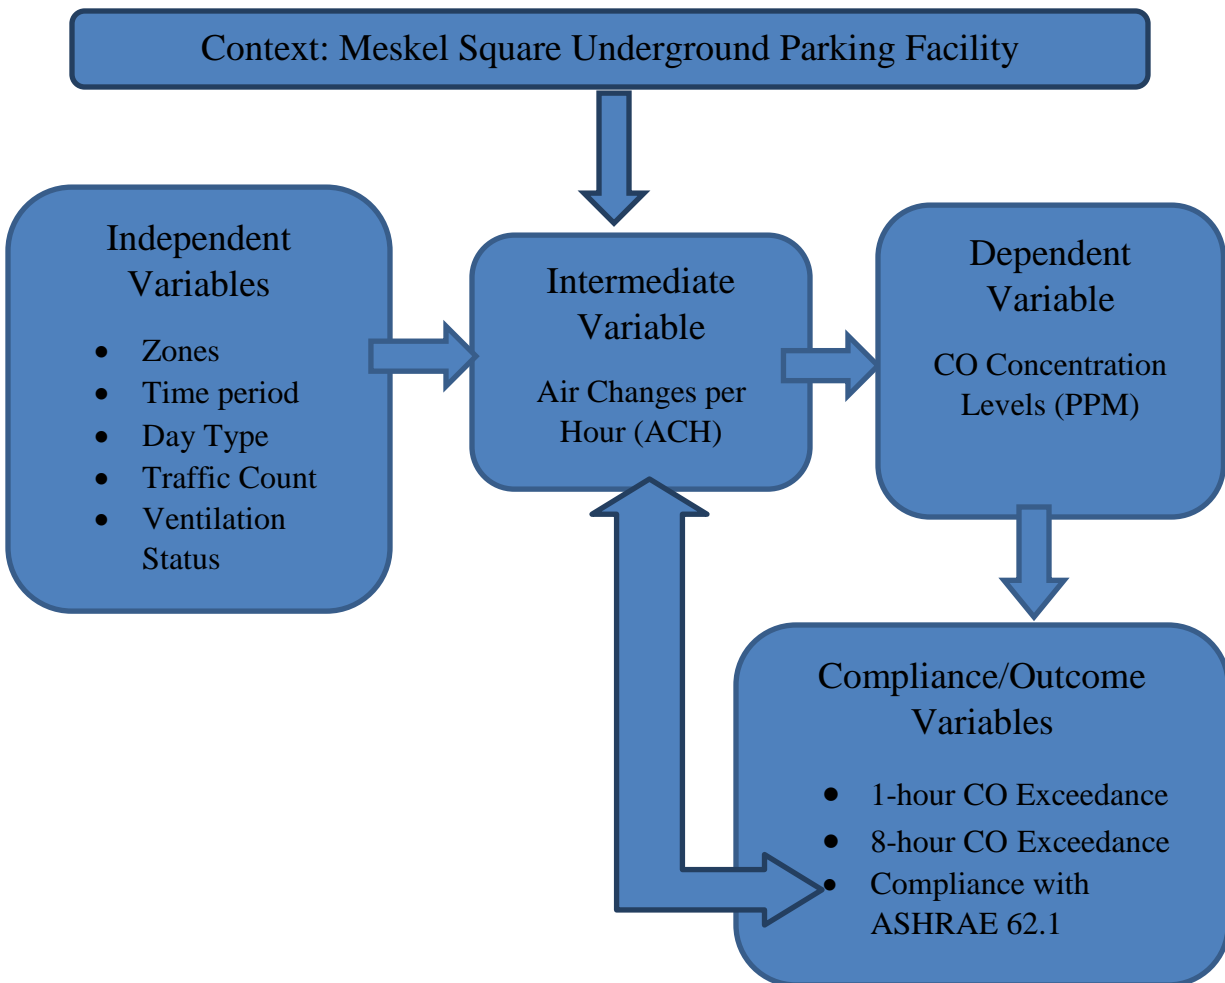 Context: Meskel Square Underground Parking Facility
Independent
Variables
• Zones
• Time period
• Day Type
• Traffic Count
• Ventilation
Status
Intermediate
Variable
Air Changes per
Hour (ACH)
Dependent
Variable
CO Concentration
Levels (PPM)
Compliance/Outcome
Variables
• 1-hour CO Exceedance
• 8-hour CO Exceedance
• Compliance with
ASHRAE 62.1